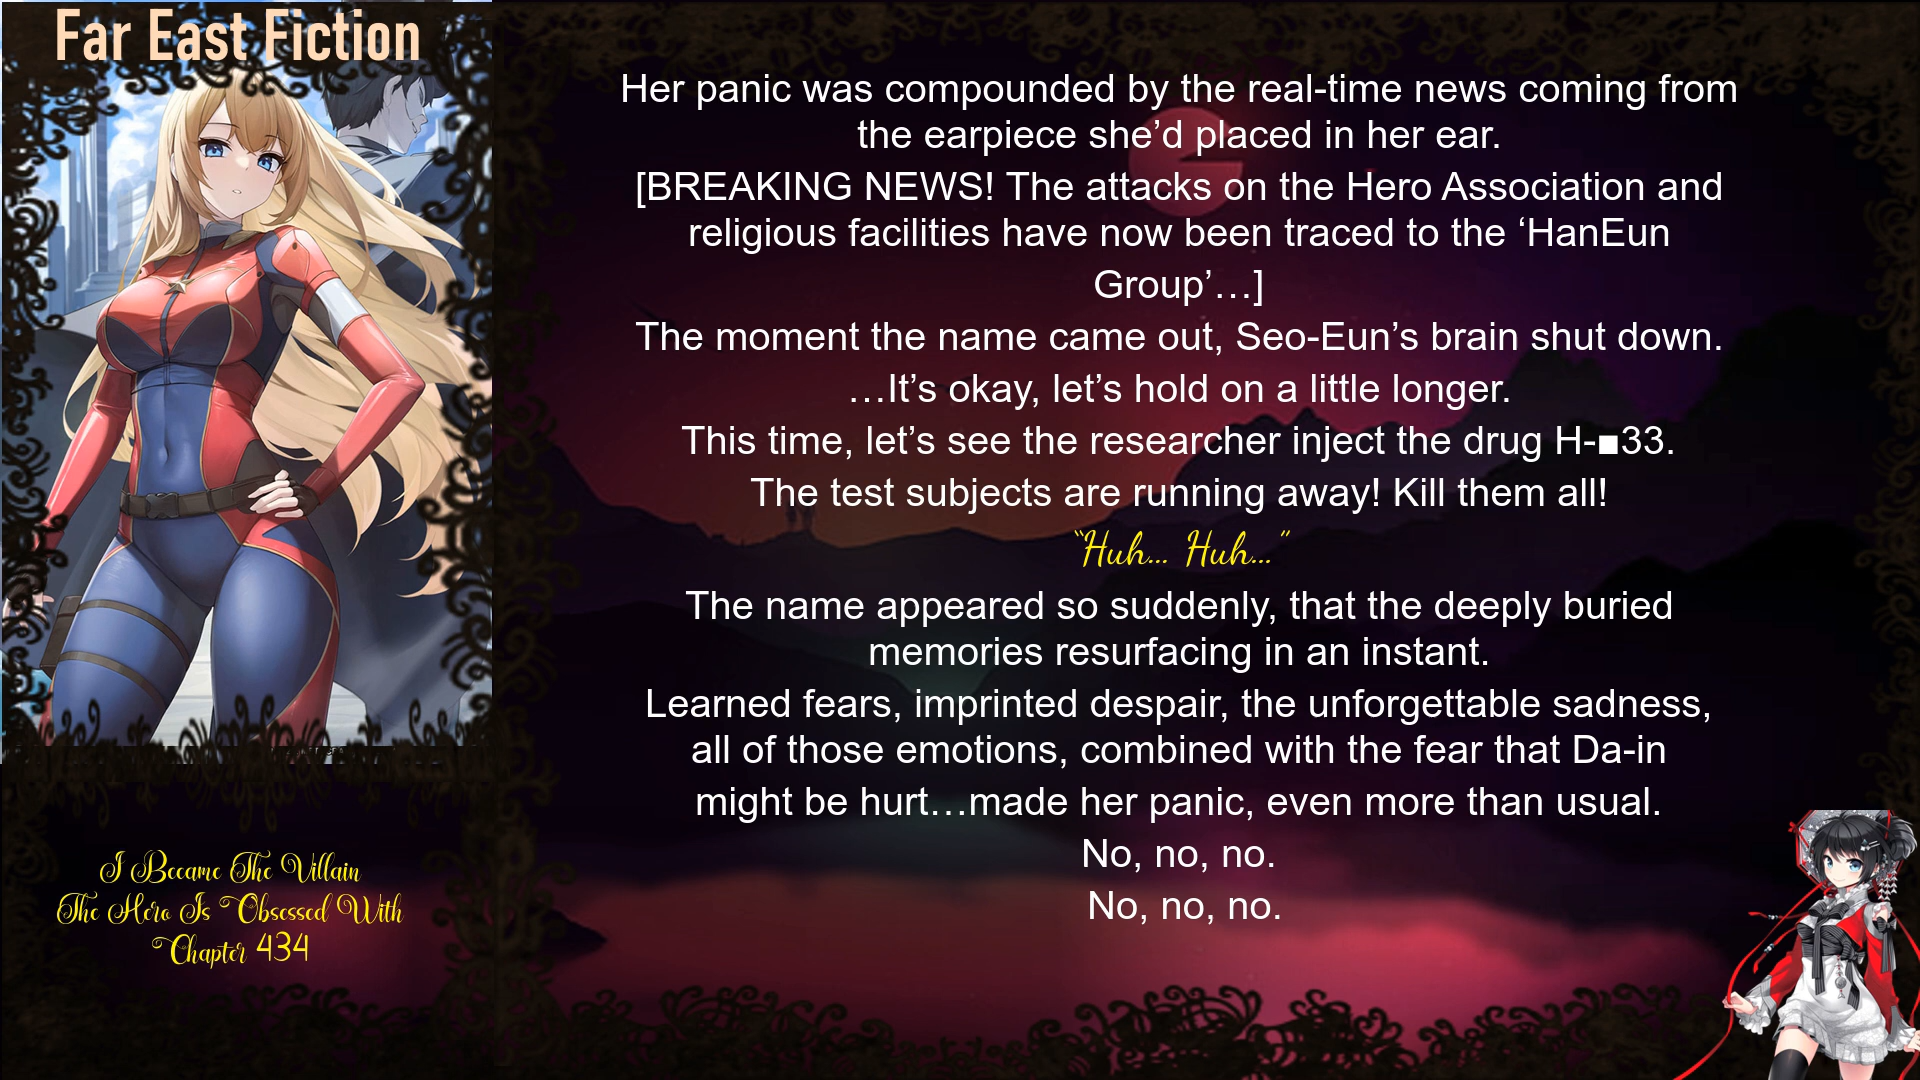 Far East Fiction
Her panic was compounded by the real-time news coming from
the earpiece she’d placed in her ear.
[BREAKING NEWS! The attacks on the Hero Association and
religious facilities have now been traced to the ‘HanEun
Group’…]
The moment the name came out, Seo-Eun’s brain shut down.
…It’s okay, let’s hold on a little longer.
This time, let’s see the researcher inject the drug H-■33.
The test subjects are running away! Kill them all!
“Huh… Huh…”
The name appeared so suddenly, that the deeply buried
memories resurfacing in an instant.
Learned fears, imprinted despair, the unforgettable sadness,
all of those emotions, combined with the fear that Da-in
might be hurt…made her panic, even more than usual.
No, no, no.
No, no, no.
I Became The Villain
The Hero Is Obsessed With
Chapter 434